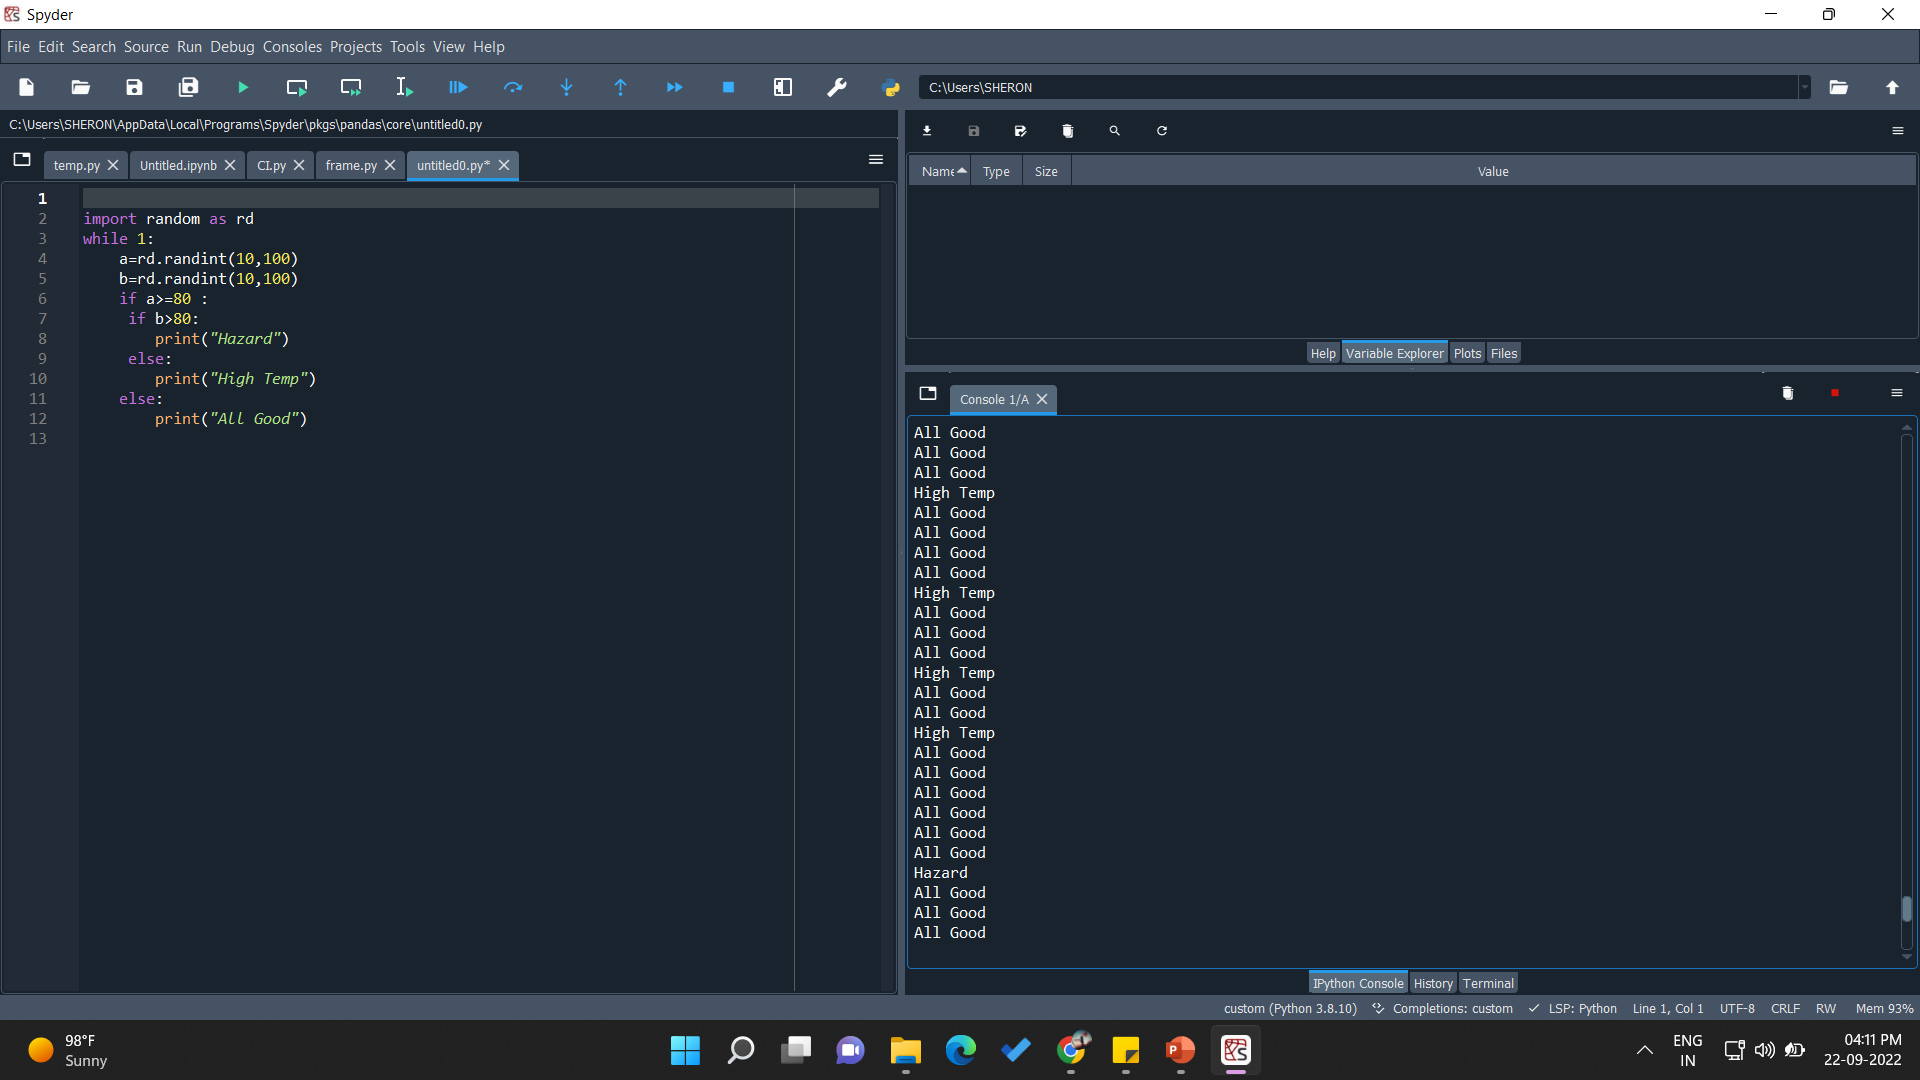 Spyder
File Edit Search Source Run Debug Consoles Projects Tools View Help
C:\Users\SHERON
C:\Users\SHERON\AppData\Local\Programs\Spyder\pkgs\pandas\core\untitled0.py
temp.py Untitled.ipynb CI.py frame.py untitled0.py*
1
2 import random as rd
3 while 1:
4     a=rd.randint(10,100)
5     b=rd.randint(10,100)
6     if a>=80 :
7      if b>80:
8         print("Hazard")
9      else:
10         print("High Temp")
11     else:
12         print("All Good")
13
Name Type Size Value
Help Variable Explorer Plots Files
Console 1/A
All Good
All Good
All Good
High Temp
All Good
All Good
All Good
All Good
High Temp
All Good
All Good
All Good
High Temp
All Good
All Good
High Temp
All Good
All Good
All Good
All Good
All Good
All Good
Hazard
All Good
All Good
All Good
IPython Console History Terminal
custom (Python 3.8.10) Completions: custom LSP: Python Line 1, Col 1 UTF-8 CRLF RW Mem 93%
98°F
Sunny
ENG
IN
04:11 PM
22-09-2022